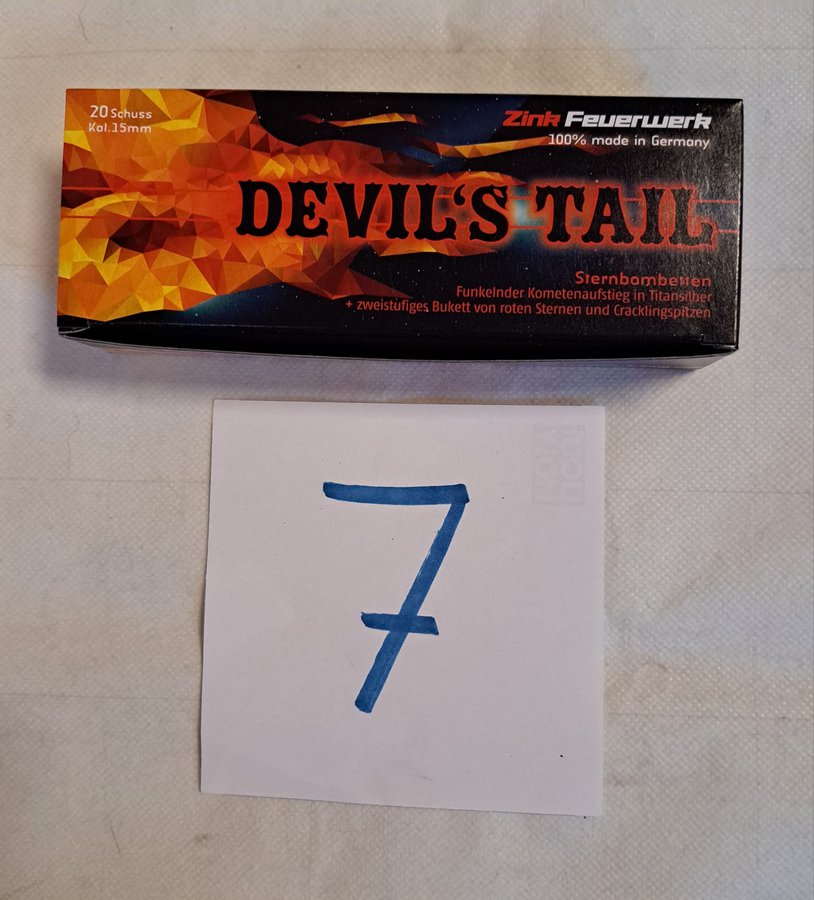 20 Schuss
Kal.15mm
Zink Feuerwerk
100% made in Germany
DEVIL'S TAIL
Sternbombetten
Funkelnder Kometenaufstieg in Titansilber
+ zweistufiges Bukett von roten Sternen und Cracklingspitzen
7